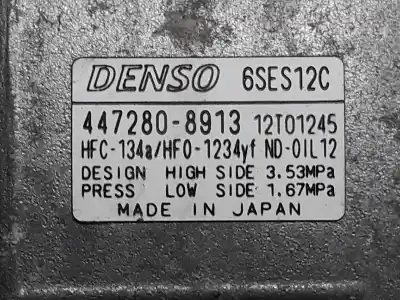 DENSO 6SES12C
447280-8913 12T01245
HFC-134a/HFO-1234yf ND-OIL12
DESIGN HIGH SIDE 3.53MPa
PRESS LOW SIDE 1.67MPa
MADE IN JAPAN